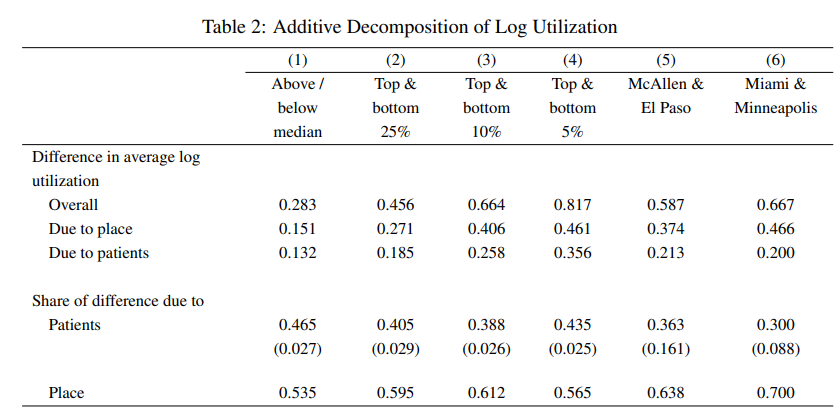 Table 2: Additive Decomposition of Log Utilization
(1) (2) (3) (4) (5) (6)
Above / Top & Top & Top & McAllen & Miami &
below bottom bottom bottom El Paso Minneapolis
median 25% 10% 5%
Difference in average log
utilization
Overall 0.283 0.456 0.664 0.817 0.587 0.667
Due to place 0.151 0.271 0.406 0.461 0.374 0.466
Due to patients 0.132 0.185 0.258 0.356 0.213 0.200
Share of difference due to
Patients 0.465 0.405 0.388 0.435 0.363 0.300
(0.027) (0.029) (0.026) (0.025) (0.161) (0.088)
Place 0.535 0.595 0.612 0.565 0.638 0.700